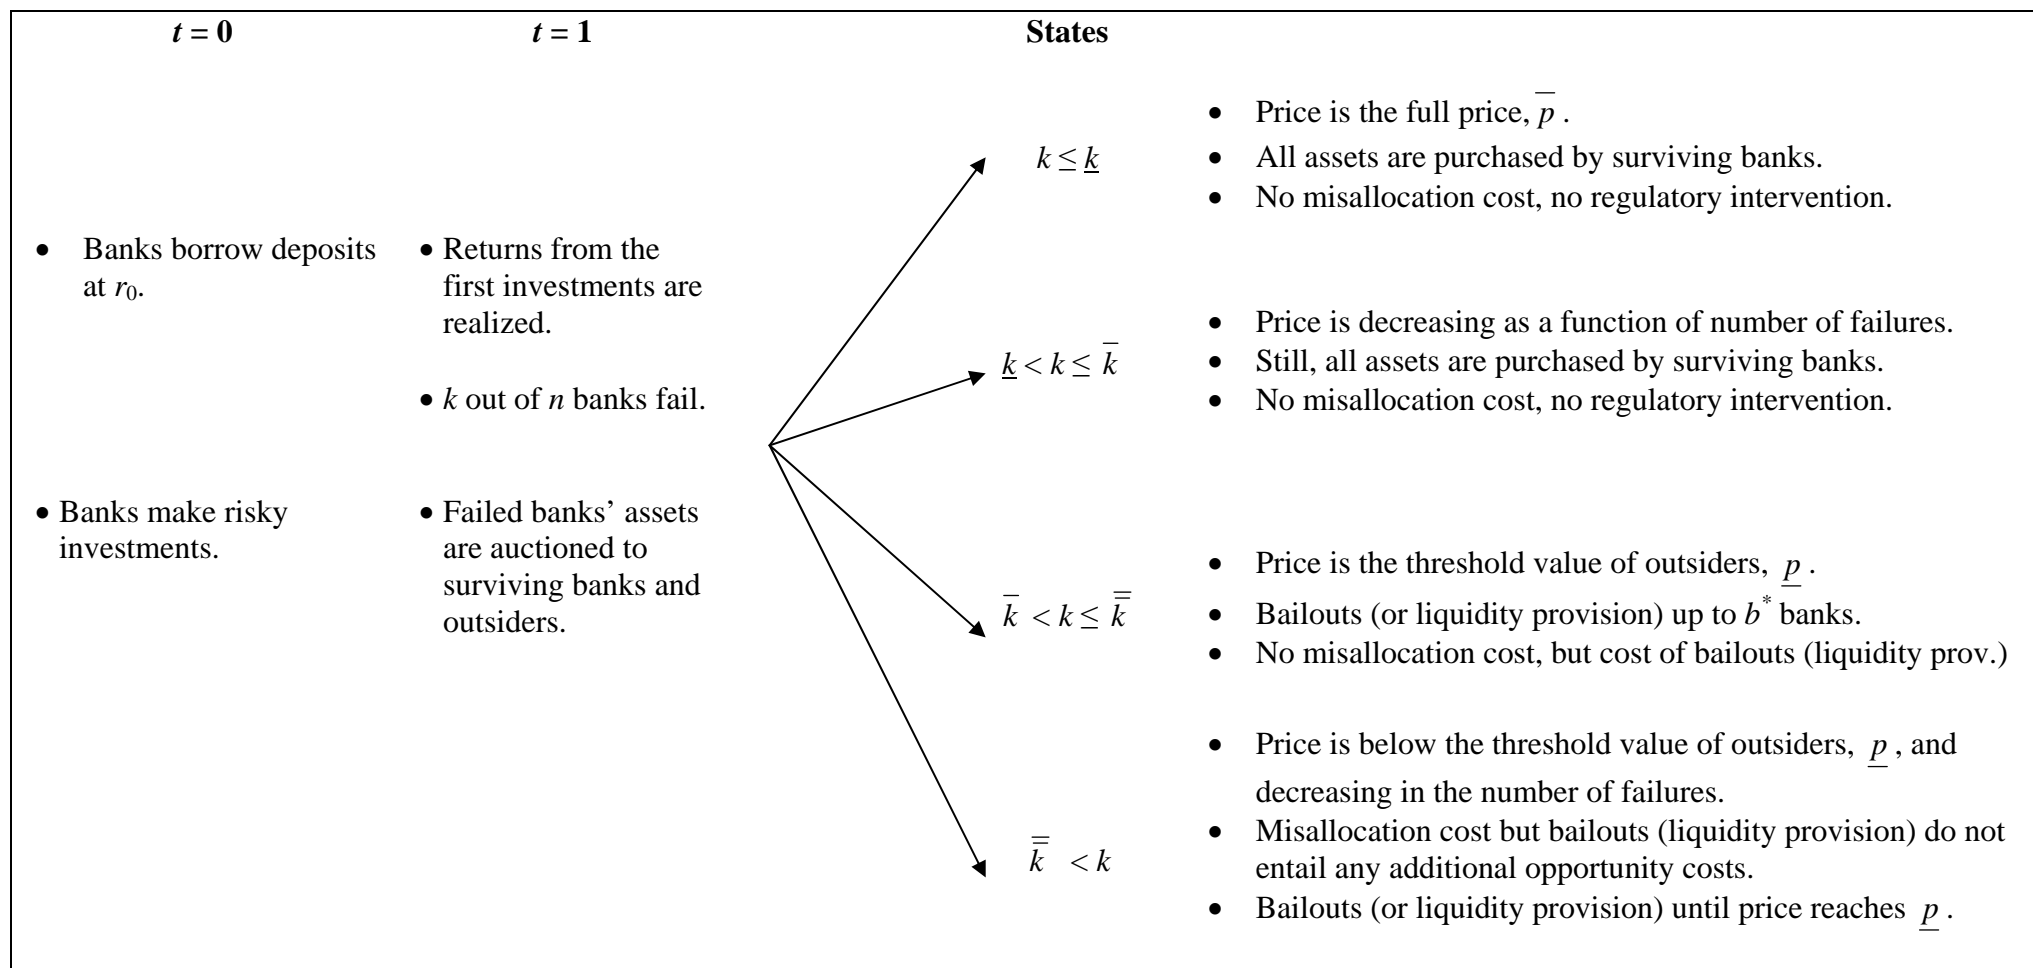 t = 0
t = 1
States
• Banks borrow deposits
at r₀.
• Banks make risky
investments.
• Returns from the
first investments are
realized.
• k out of n banks fail.
• Failed banks’ assets
are auctioned to
surviving banks and
outsiders.
k ≤ k̲
• Price is the full price, p̅ .
• All assets are purchased by surviving banks.
• No misallocation cost, no regulatory intervention.
k̲ < k ≤ k̅
• Price is decreasing as a function of number of failures.
• Still, all assets are purchased by surviving banks.
• No misallocation cost, no regulatory intervention.
k̅ < k ≤ k̿
• Price is the threshold value of outsiders, p̲ .
• Bailouts (or liquidity provision) up to b* banks.
• No misallocation cost, but cost of bailouts (liquidity prov.)
k̿ < k
• Price is below the threshold value of outsiders, p̲ , and
decreasing in the number of failures.
• Misallocation cost but bailouts (liquidity provision) do not
entail any additional opportunity costs.
• Bailouts (or liquidity provision) until price reaches p̲ .